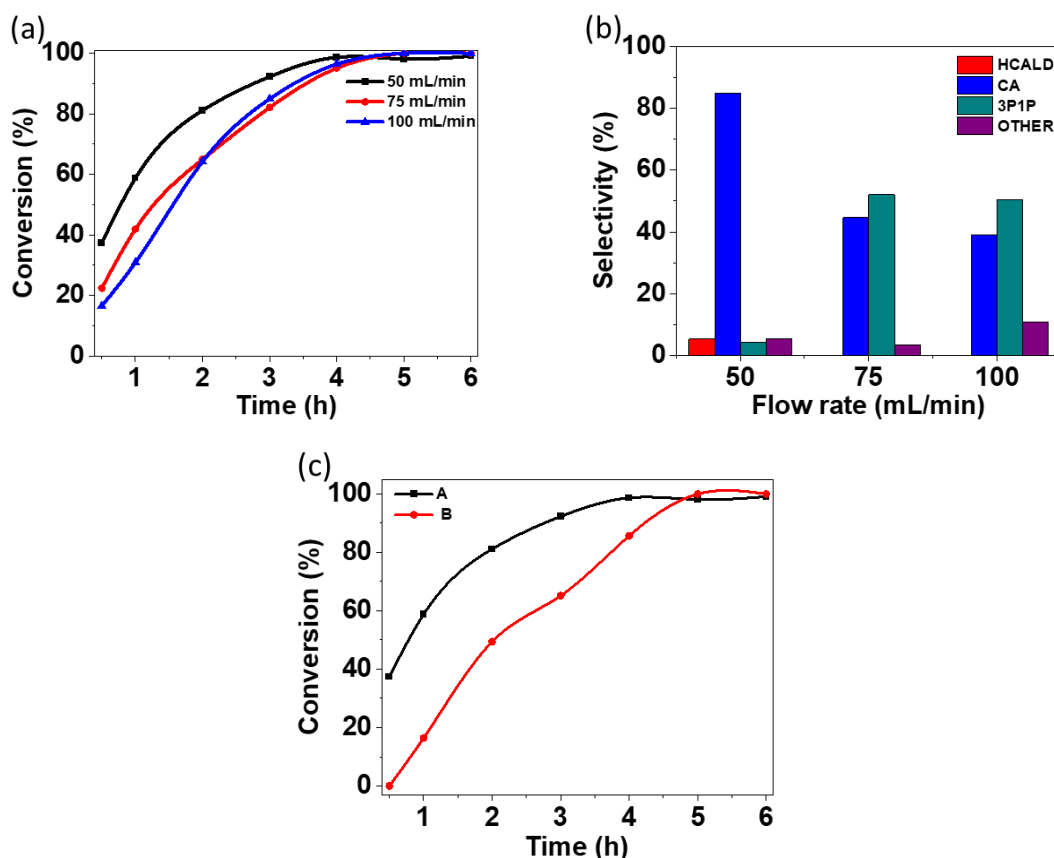 (a)
100
80
60
40
20
0
Conversion (%)
50 mL/min
75 mL/min
100 mL/min
1 2 3 4 5 6
Time (h)
(b)
100
80
60
40
20
0
Selectivity (%)
HCALD
CA
3P1P
OTHER
50 75 100
Flow rate (mL/min)
(c)
100
80
60
40
20
0
Conversion (%)
A
B
1 2 3 4 5 6
Time (h)